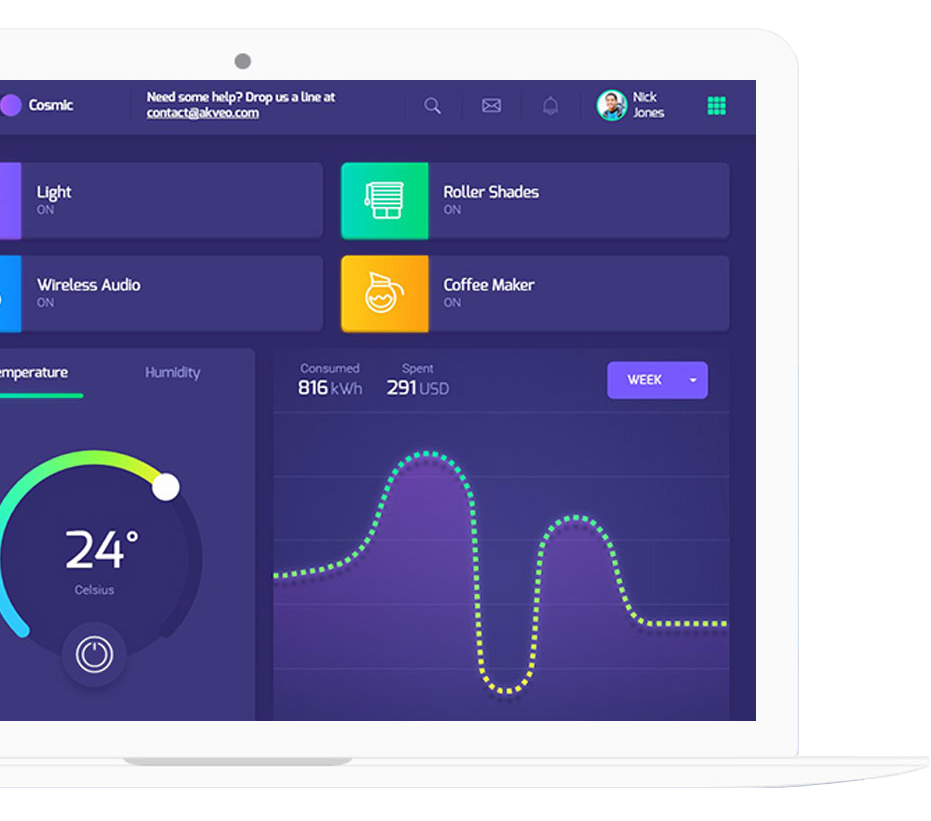 Cosmic
Need some help? Drop us a line at
contact@akveo.com
Nick
Jones
Light
ON
Roller Shades
ON
Wireless Audio
ON
Coffee Maker
ON
emperature
Humidity
Consumed
816 kWh
Spent
291 USD
WEEK
24°
Celsius